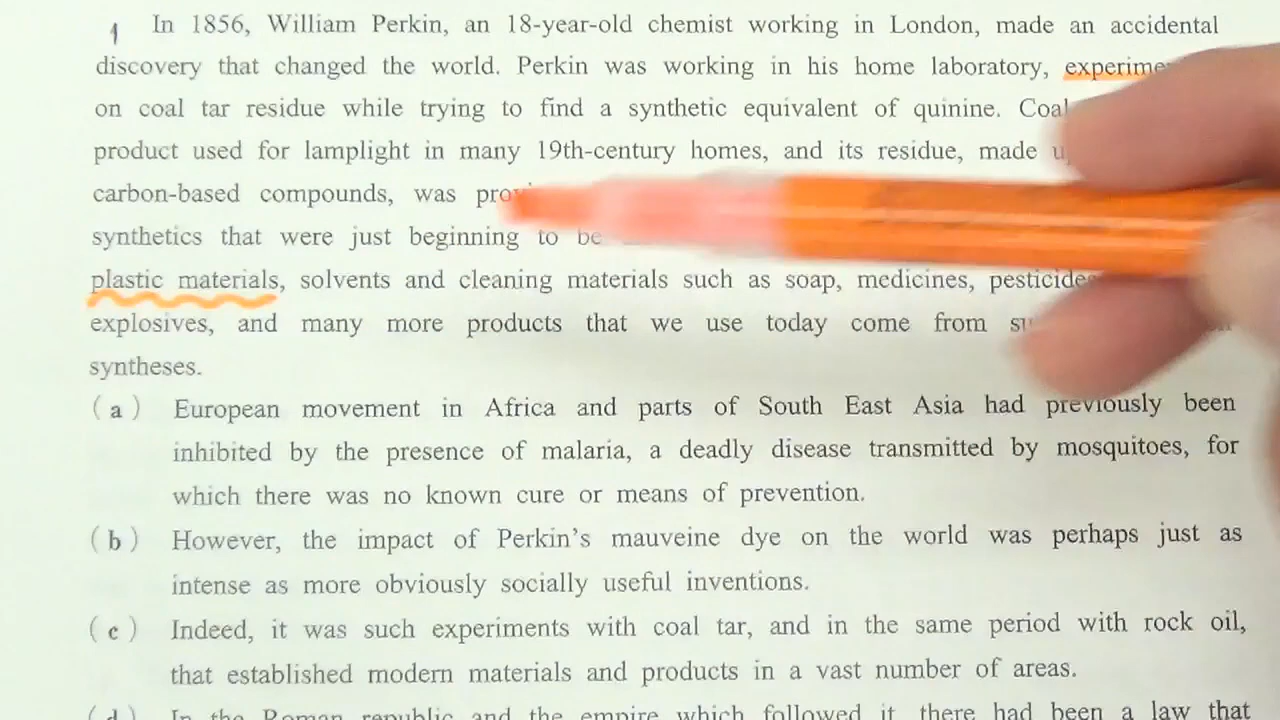 1 In 1856, William Perkin, an 18-year-old chemist working in London, made an accidental
discovery that changed the world. Perkin was working in his home laboratory,
on coal tar residue while trying to find a synthetic equivalent of quinine. Coal
product used for lamplight in many 19th-century homes, and its residue, made
carbon-based compounds, was
synthetics that were just beginning to be
plastic materials, solvents and cleaning materials such as soap, medicines, pesticides
explosives, and many more products that we use today come from
syntheses.
(a) European movement in Africa and parts of South East Asia had previously been
inhibited by the presence of malaria, a deadly disease transmitted by mosquitoes, for
which there was no known cure or means of prevention.
(b) However, the impact of Perkin's mauveine dye on the world was perhaps just as
intense as more obviously socially useful inventions.
(c) Indeed, it was such experiments with coal tar, and in the same period with rock oil,
that established modern materials and products in a vast number of areas.
(d) In the Roman republic and the empire which followed it, there had been a law that